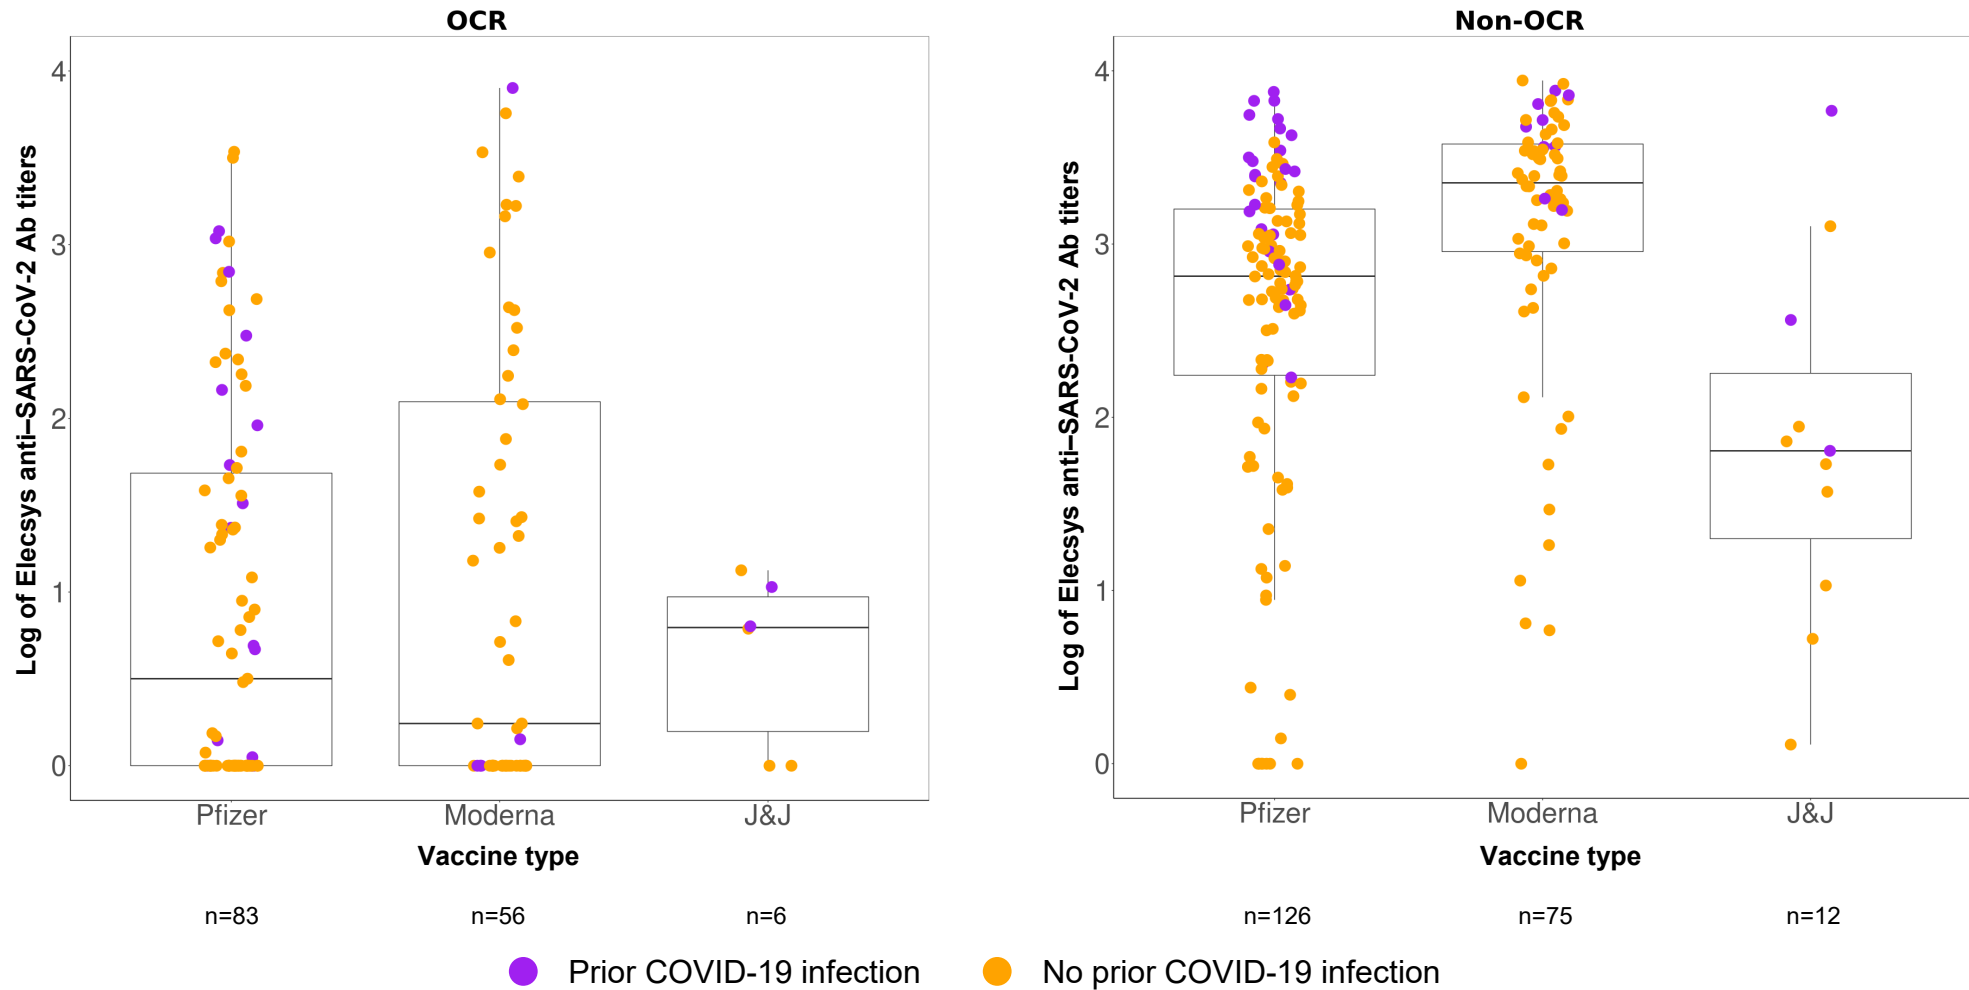 OCR
Non-OCR
Log of Elecsys anti–SARS-CoV-2 Ab titers
4
3
2
1
0
Pfizer Moderna J&J
Vaccine type
n=83 n=56 n=6
Log of Elecsys anti–SARS-CoV-2 Ab titers
4
3
2
1
0
Pfizer Moderna J&J
Vaccine type
n=126 n=75 n=12
Prior COVID-19 infection No prior COVID-19 infection